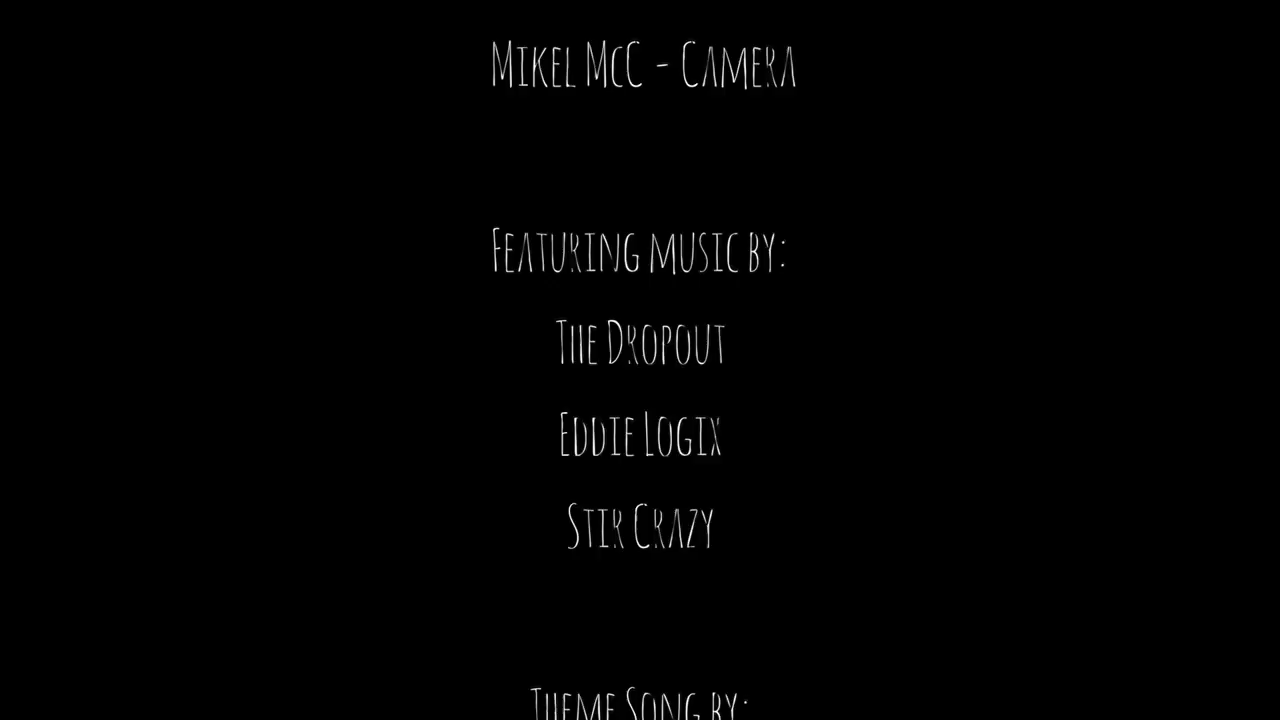 Mikel McC - Camera
Featuring music by:
The Dropout
Eddie Logix
Stir Crazy
Theme Song by: